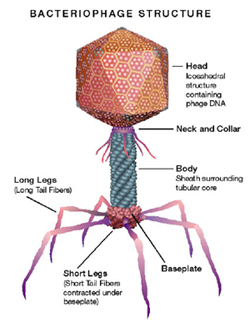 BACTERIOPHAGE STRUCTURE
Head
Icosahedral
structure
containing
phage DNA
Neck and Collar
Body
Sheath surrounding
tubular core
Long Legs
(Long Tail Fibers)
Baseplate
Short Legs
(Short Tail Fibers
contracted under
baseplate)